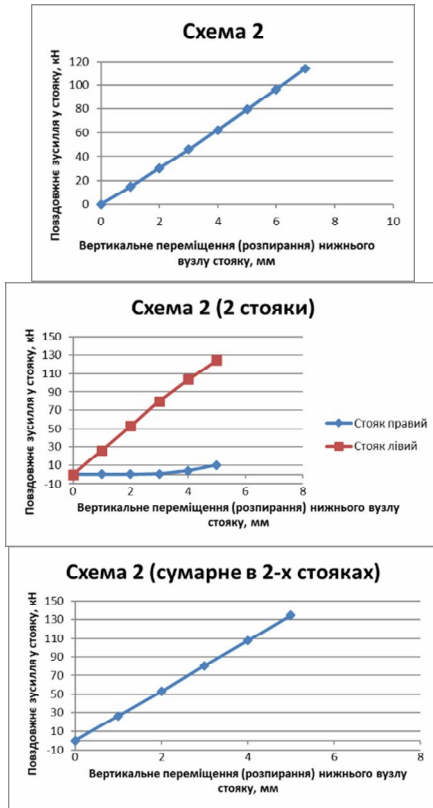 Схема 2
Повздовжнє зусилля у стояку, кН
120
100
80
60
40
20
0
0 2 4 6 8 10
Вертикальне переміщення (розпирання) нижнього
вузлу стояку, мм
Схема 2 (2 стояки)
Повздовжнє зусилля у стояку, кН
150
130
110
90
70
50
30
10
-10
0 2 4 6 8
Стояк правий
Стояк лівий
Вертикальне переміщення (розпирання) нижнього вузлу
стояку, мм
Схема 2 (сумарне в 2-х стояках)
Повздовжнє зусилля у стояку, кН
150
130
110
90
70
50
30
10
-10
0 2 4 6 8
Вертикальне переміщення (розпирання) нижнього вузлу
стояку, мм